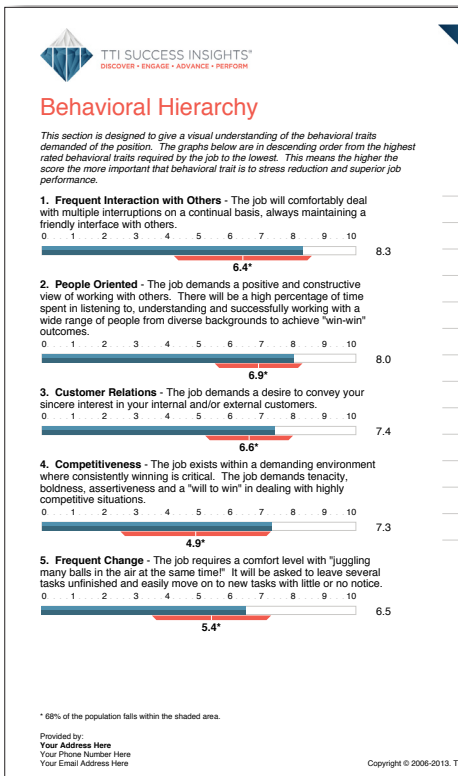 TTI SUCCESS INSIGHTS®
DISCOVER • ENGAGE • ADVANCE • PERFORM
Behavioral Hierarchy
This section is designed to give a visual understanding of the behavioral traits
demanded of the position. The graphs below are in descending order from the highest
rated behavioral traits required by the job to the lowest. This means the higher the
score the more important that behavioral trait is to stress reduction and superior job
performance.
1. Frequent Interaction with Others - The job will comfortably deal
with multiple interruptions on a continual basis, always maintaining a
friendly interface with others.
0 . . . . 1 . . . . 2 . . . . 3 . . . . 4 . . . . 5 . . . . 6 . . . . 7 . . . . 8 . . . . 9 . . . . 10
8.3
6.4*
2. People Oriented - The job demands a positive and constructive
view of working with others. There will be a high percentage of time
spent in listening to, understanding and successfully working with a
wide range of people from diverse backgrounds to achieve "win-win"
outcomes.
0 . . . . 1 . . . . 2 . . . . 3 . . . . 4 . . . . 5 . . . . 6 . . . . 7 . . . . 8 . . . . 9 . . . . 10
8.0
6.9*
3. Customer Relations - The job demands a desire to convey your
sincere interest in your internal and/or external customers.
0 . . . . 1 . . . . 2 . . . . 3 . . . . 4 . . . . 5 . . . . 6 . . . . 7 . . . . 8 . . . . 9 . . . . 10
7.4
6.6*
4. Competitiveness - The job exists within a demanding environment
where consistently winning is critical. The job demands tenacity,
boldness, assertiveness and a "will to win" in dealing with highly
competitive situations.
0 . . . . 1 . . . . 2 . . . . 3 . . . . 4 . . . . 5 . . . . 6 . . . . 7 . . . . 8 . . . . 9 . . . . 10
7.3
4.9*
5. Frequent Change - The job requires a comfort level with "juggling
many balls in the air at the same time!" It will be asked to leave several
tasks unfinished and easily move on to new tasks with little or no notice.
0 . . . . 1 . . . . 2 . . . . 3 . . . . 4 . . . . 5 . . . . 6 . . . . 7 . . . . 8 . . . . 9 . . . . 10
6.5
5.4*
* 68% of the population falls within the shaded area.
Provided by:
Your Address Here
Your Phone Number Here
Your Email Address Here
Copyright © 2006-2013. T